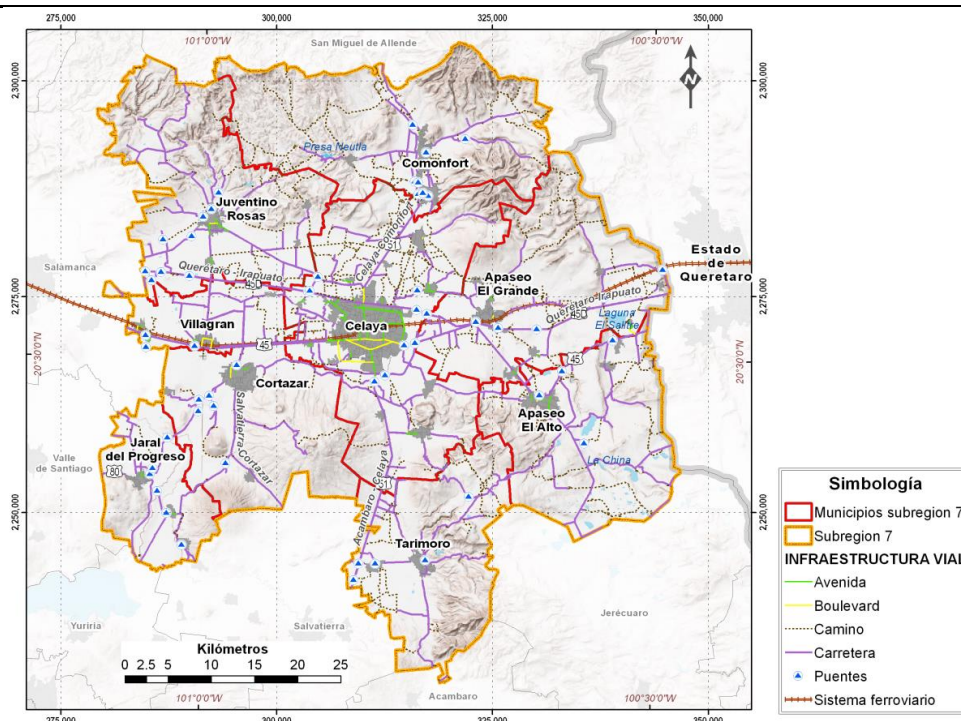 275,000
300,000
325,000
350,000
101°0'0"W
San Miguel de Allende
100°30'0"W
N
2,300,000
2,300,000
Presa Neutla
Comonfort
Juventino
Rosas
Celaya Comonfort
51
Estado
de
Querétaro
Salamanca
Querétaro - Irapuato
45D
Apaseo
El Grande
Querétaro-Irapuato
45D
2,275,000
2,275,000
Villagran
Celaya
Laguna
El Salitre
20°30'0"N
45
45
20°30'0"N
Cortazar
Salvatierra-Cortazar
Apaseo
El Alto
Jaral
del Progreso
Valle
de Santiago
80
La China
Acambaro Celaya
51
2,250,000
2,250,000
Tarimoro
Yuriria
Salvatierra
Jerécuaro
Kilómetros
0 2.5 5 10 15 20 25
101°0'0"W
Acambaro
100°30'0"W
275,000
300,000
325,000
350,000
Simbología
Municipios subregion 7
Subregion 7
INFRAESTRUCTURA VIAL
Avenida
Boulevard
Camino
Carretera
Puentes
Sistema ferroviario